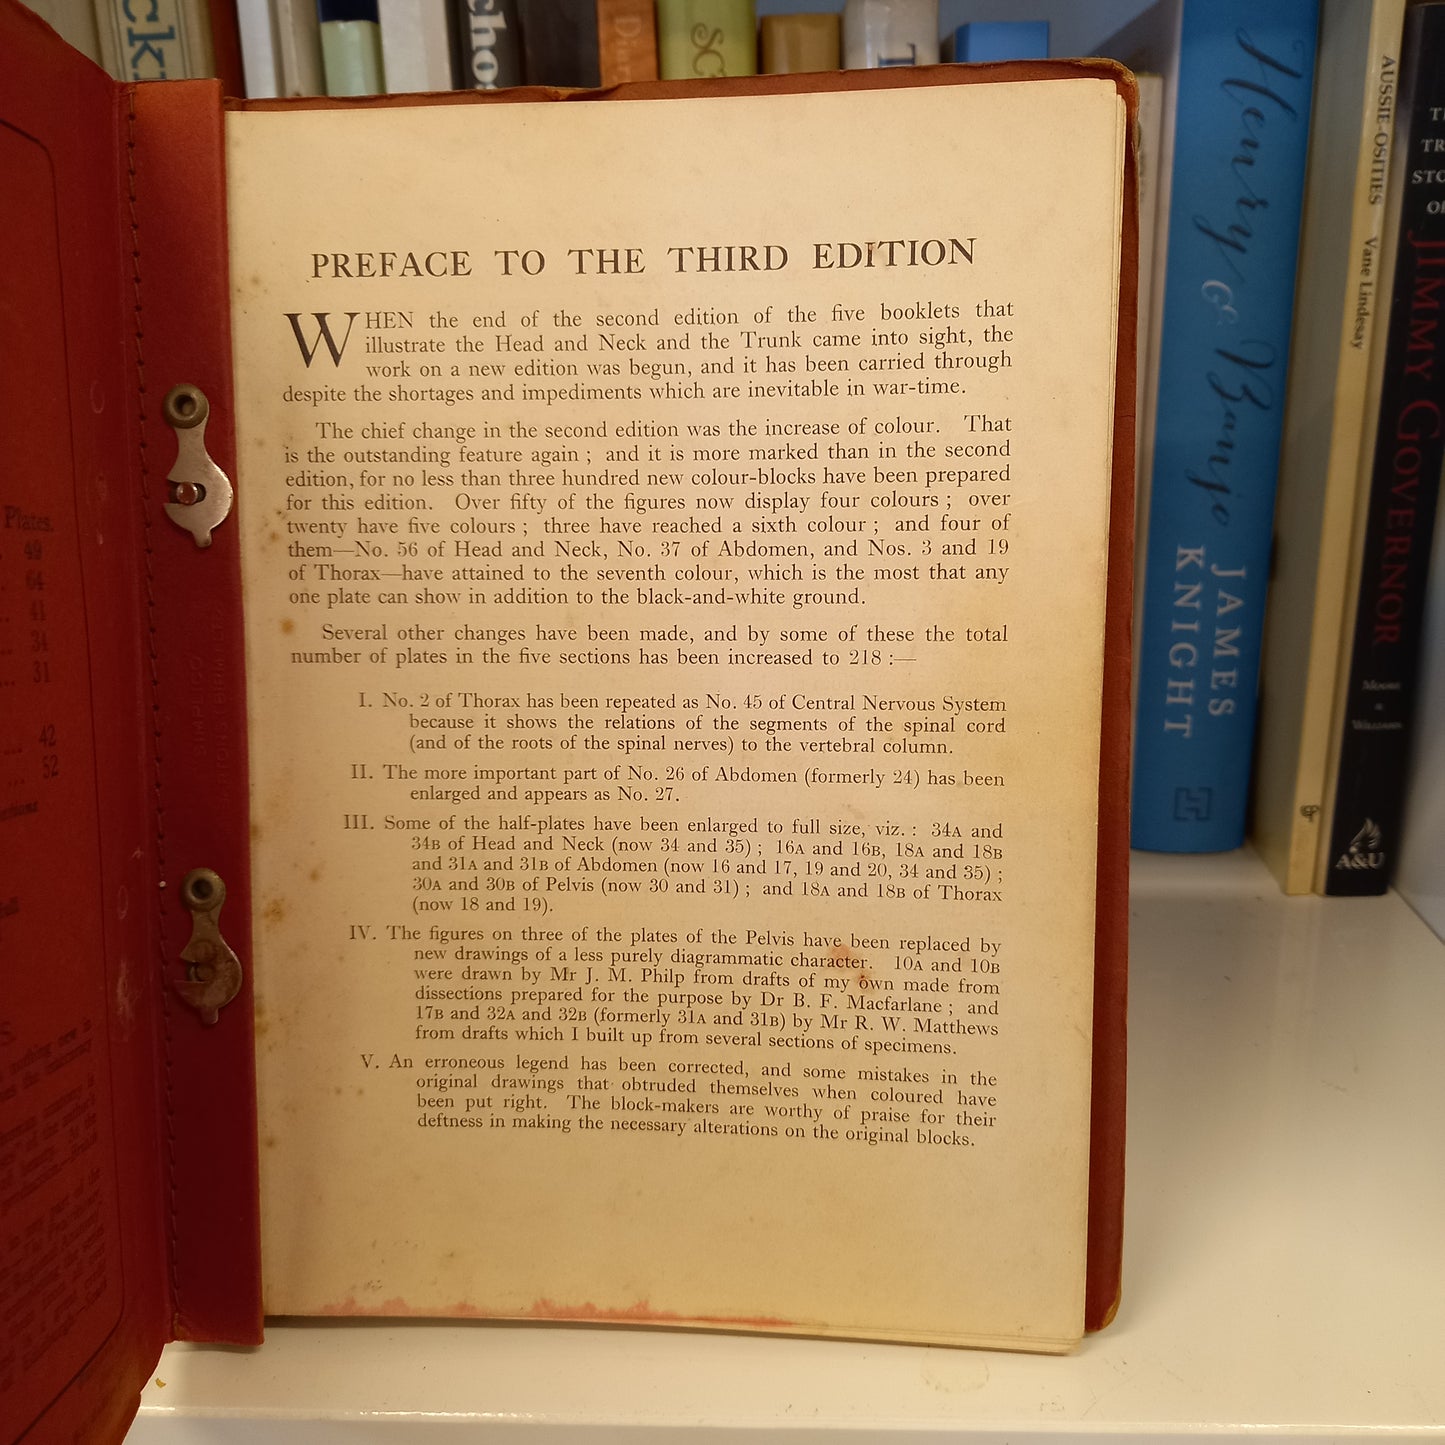 PREFACE TO THE THIRD EDITION
WHEN the end of the second edition of the five booklets that
illustrate the Head and Neck and the Trunk came into sight, the
work on a new edition was begun, and it has been carried through
despite the shortages and impediments which are inevitable in war-time.
The chief change in the second edition was the increase of colour. That
is the outstanding feature again ; and it is more marked than in the second
edition, for no less than three hundred new colour-blocks have been prepared
for this edition. Over fifty of the figures now display four colours ; over
twenty have five colours ; three have reached a sixth colour ; and four of
them—No. 56 of Head and Neck, No. 37 of Abdomen, and Nos. 3 and 19
of Thorax—have attained to the seventh colour, which is the most that any
one plate can show in addition to the black-and-white ground.
Several other changes have been made, and by some of these the total
number of plates in the five sections has been increased to 218 :—
I. No. 2 of Thorax has been repeated as No. 45 of Central Nervous System
because it shows the relations of the segments of the spinal cord
(and of the roots of the spinal nerves) to the vertebral column.
II. The more important part of No. 26 of Abdomen (formerly 24) has been
enlarged and appears as No. 27.
III. Some of the half-plates have been enlarged to full size, viz. : 34A and
34B of Head and Neck (now 34 and 35) ; 16A and 16B, 18A and 18B
and 31A and 31B of Abdomen (now 16 and 17, 19 and 20, 34 and 35) ;
30A and 30B of Pelvis (now 30 and 31) ; and 18A and 18B of Thorax
(now 18 and 19).
IV. The figures on three of the plates of the Pelvis have been replaced by
new drawings of a less purely diagrammatic character. 10A and 10B
were drawn by Mr J. M. Philp from drafts of my own made from
dissections prepared for the purpose by Dr B. F. Macfarlane ; and
17B and 32A and 32B (formerly 31A and 31B) by Mr R. W. Matthews
from drafts which I built up from several sections of specimens.
V. An erroneous legend has been corrected, and some mistakes in the
original drawings that obtruded themselves when coloured have
been put right. The block-makers are worthy of praise for their
deftness in making the necessary alterations on the original blocks.
Plates.
49
64
41
34
31
42
52
Henry & Banjo
JAMES
KNIGHT
AUSSIE-OSITIES Vane Lindesay
JIMMY GOVERNOR
Moore
&
Williams
A&U